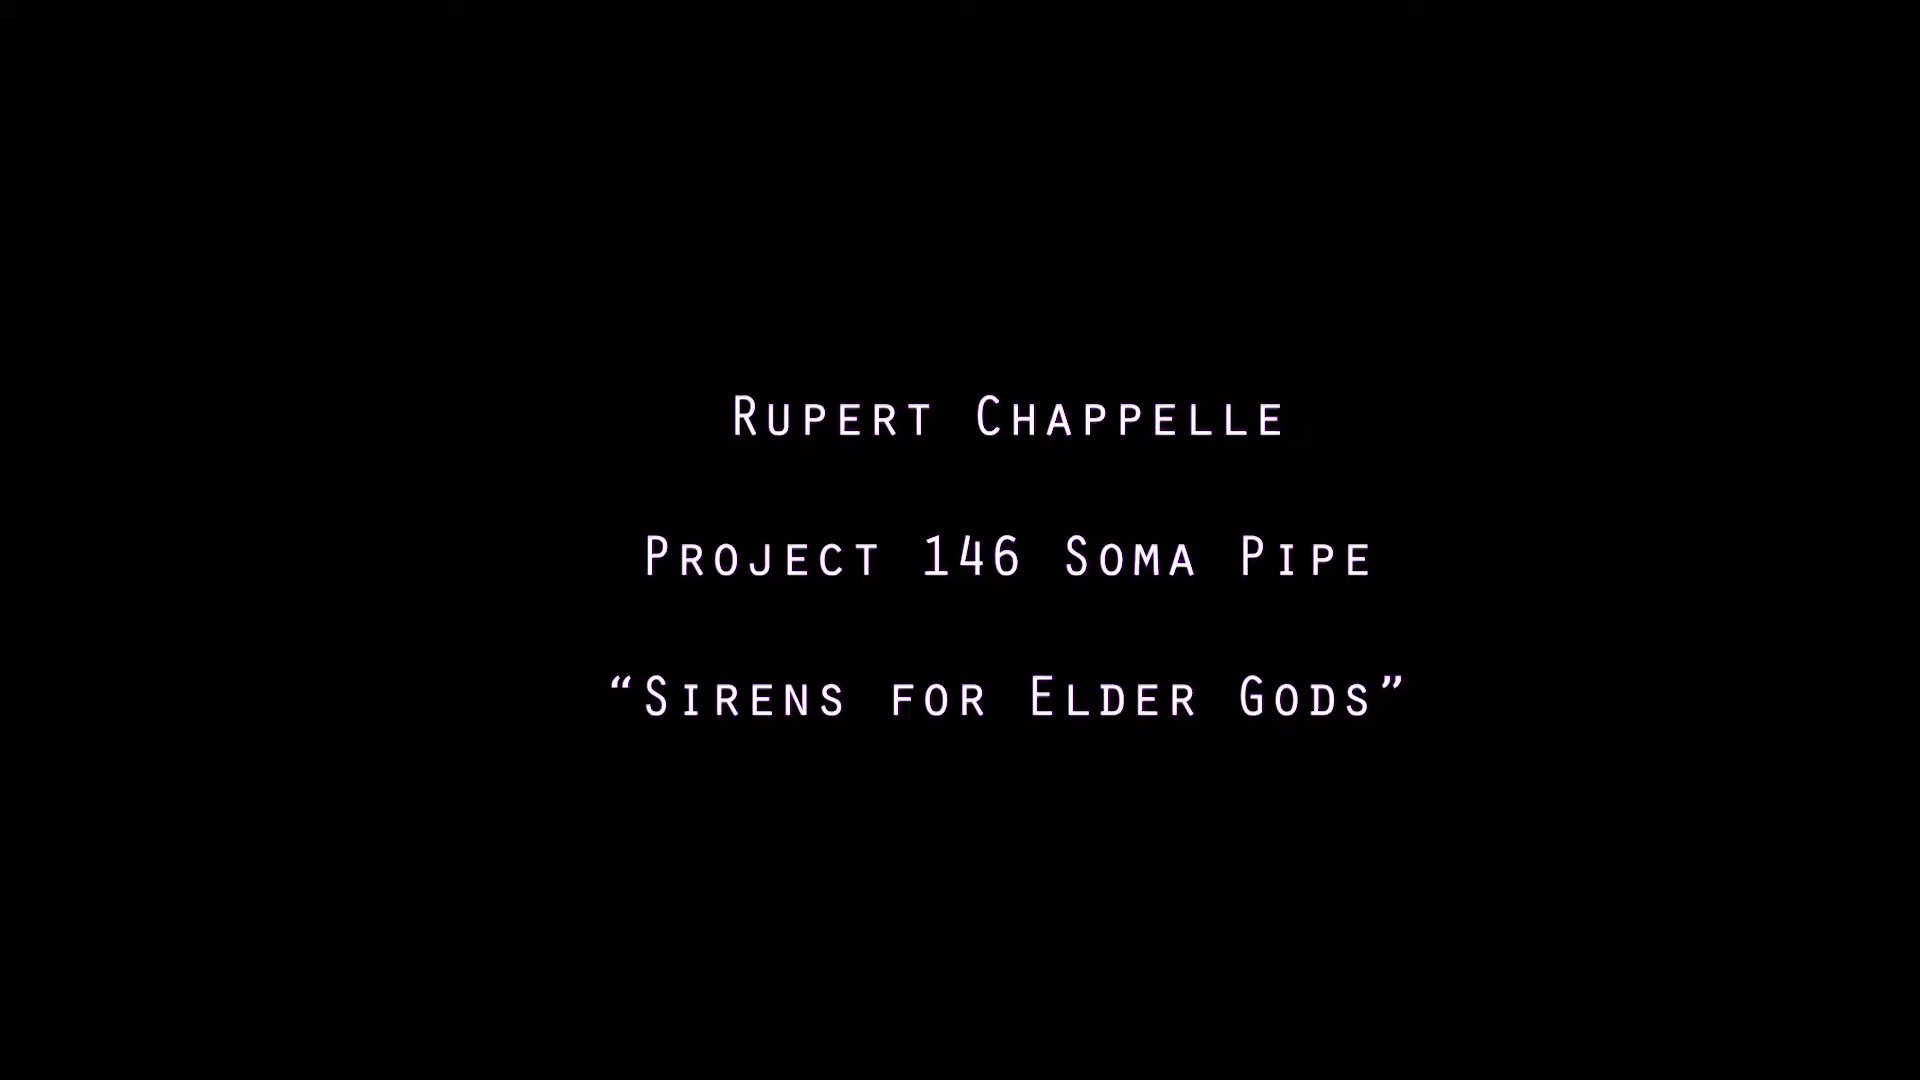 Rupert Chappelle
Project 146 Soma Pipe
“Sirens for Elder Gods”